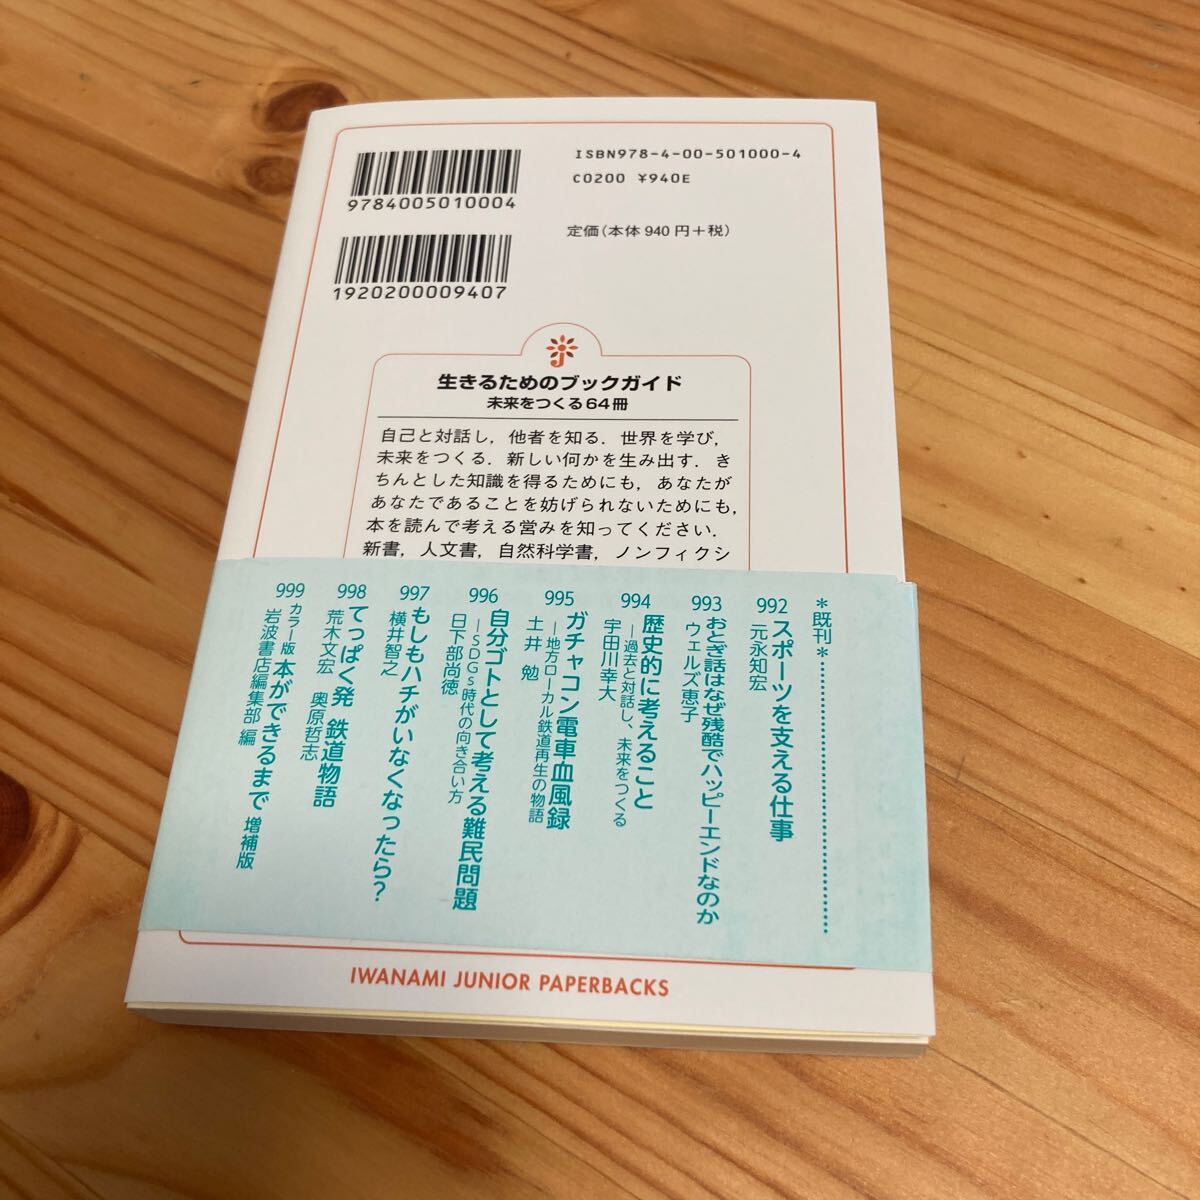 ISBN978-4-00-501000-4
C0200 ¥940E
9784005010004
定価(本体 940 円+税)
1920200009407
生きるためのブックガイド
未来をつくる64冊
自己と対話し，他者を知る．世界を学び，
未来をつくる．新しい何かを生み出す．き
ちんとした知識を得るためにも，あなたが
あなたであることを妨げられないためにも，
本を読んで考える営みを知ってください．
新書，人文書，自然科学書，ノンフィクシ
＊既刊＊
992 スポーツを支える仕事
元永知宏
993 おとぎ話はなぜ残酷でハッピーエンドなのか
ウェルズ恵子
994 歴史的に考えること
―過去と対話し、未来をつくる
宇田川幸大
995 ガチャコン電車血風録
―地方ローカル鉄道再生の物語
土井 勉
996 自分ゴトとして考える難民問題
―SDGs時代の向き合い方
日下部尚徳
997 もしもハチがいなくなったら?
横井智之
998 てっぱく発 鉄道物語
荒木文宏 奥原哲志
999 カラー版 本ができるまで 増補版
岩波書店編集部 編
IWANAMI JUNIOR PAPERBACKS